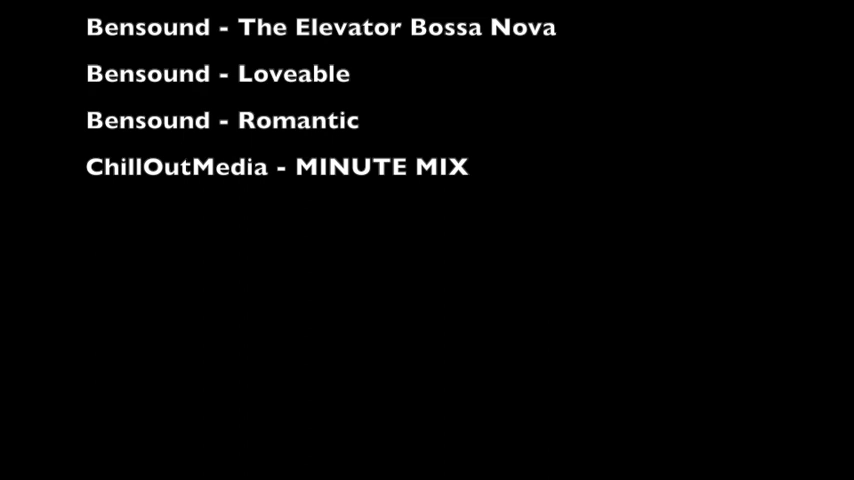 Bensound - The Elevator Bossa Nova
Bensound - Loveable
Bensound - Romantic
ChillOutMedia - MINUTE MIX